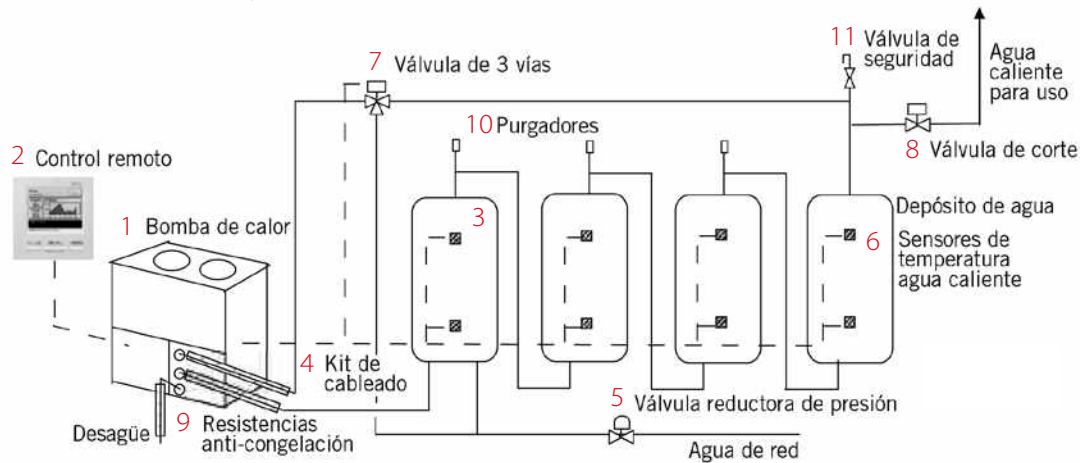 11 Válvula de
seguridad
Agua
caliente
para uso
7 Válvula de 3 vías
10 Purgadores
8 Válvula de corte
2 Control remoto
1 Bomba de calor
3
Depósito de agua
6 Sensores de
temperatura
agua caliente
4 Kit de
cableado
5 Válvula reductora de presión
9 Resistencias
anti-congelación
Desagüe
Agua de red